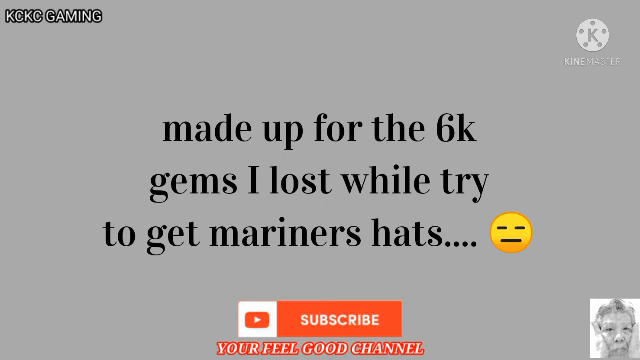 KCKC GAMING
KINEMASTER
made up for the 6k
gems I lost while try
to get mariners hats.... 😑
SUBSCRIBE
YOUR FEEL GOOD CHANNEL